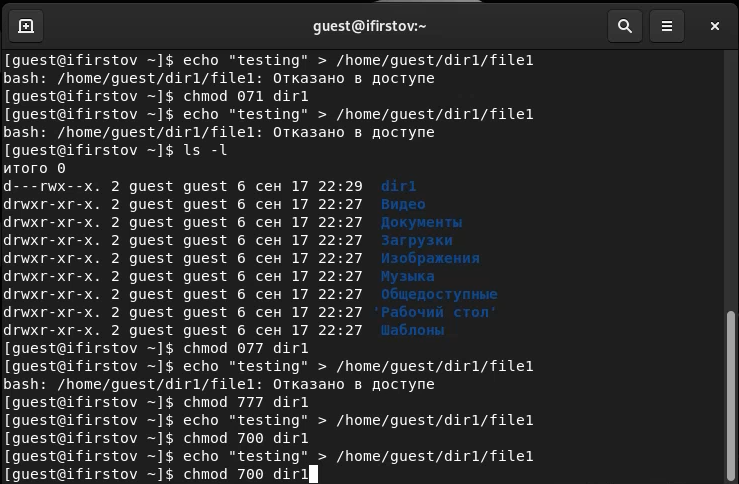 guest@ifirstov:~
[guest@ifirstov ~]$ echo "testing" > /home/guest/dir1/file1
bash: /home/guest/dir1/file1: Отказано в доступе
[guest@ifirstov ~]$ chmod 071 dir1
[guest@ifirstov ~]$ echo "testing" > /home/guest/dir1/file1
bash: /home/guest/dir1/file1: Отказано в доступе
[guest@ifirstov ~]$ ls -l
итого 0
d---rwx--x. 2 guest guest 6 сен 17 22:29  dir1
drwxr-xr-x. 2 guest guest 6 сен 17 22:27  Видео
drwxr-xr-x. 2 guest guest 6 сен 17 22:27  Документы
drwxr-xr-x. 2 guest guest 6 сен 17 22:27  Загрузки
drwxr-xr-x. 2 guest guest 6 сен 17 22:27  Изображения
drwxr-xr-x. 2 guest guest 6 сен 17 22:27  Музыка
drwxr-xr-x. 2 guest guest 6 сен 17 22:27  Общедоступные
drwxr-xr-x. 2 guest guest 6 сен 17 22:27 'Рабочий стол'
drwxr-xr-x. 2 guest guest 6 сен 17 22:27  Шаблоны
[guest@ifirstov ~]$ chmod 077 dir1
[guest@ifirstov ~]$ echo "testing" > /home/guest/dir1/file1
bash: /home/guest/dir1/file1: Отказано в доступе
[guest@ifirstov ~]$ chmod 777 dir1
[guest@ifirstov ~]$ echo "testing" > /home/guest/dir1/file1
[guest@ifirstov ~]$ chmod 700 dir1
[guest@ifirstov ~]$ echo "testing" > /home/guest/dir1/file1
[guest@ifirstov ~]$ chmod 700 dir1